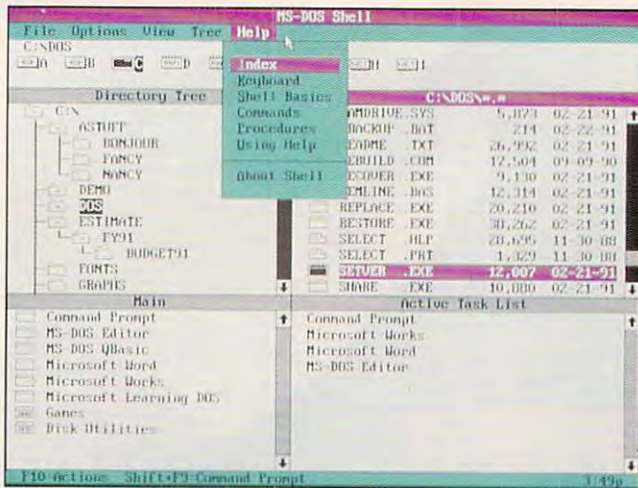 MS-DOS Shell
File Options View Tree Help
C:\DOS
A B C D H I
Index
Keyboard
Shell Basics
Commands
Procedures
Using Help
About Shell
Directory Tree
C:\
ASTUFF
BONJOUR
FANCY
NANCY
DEMO
DOS
ESTIMATE
FY91
BUDGET91
FONTS
GRAPHS
C:\DOS\*.*
AMDRIVE.SYS 5,873 02-21-91
BACKUP .BAT 214 02-22-91
EADME .TXT 26,992 02-21-91
EBUILD .COM 12,504 09-09-90
ECOVER .EXE 9,130 02-21-91
EMLINE .BAS 12,314 02-21-91
REPLACE .EXE 20,210 02-21-91
RESTORE .EXE 38,262 02-21-91
SELECT .HLP 28,695 11-30-88
SELECT .PRT 1,329 11-30-88
SETVER .EXE 12,007 02-21-91
SHARE .EXE 10,880 02-21-91
Main
Command Prompt
MS-DOS Editor
MS-DOS QBasic
Microsoft Word
Microsoft Works
Microsoft Learning DOS
Games
Disk Utilities
Active Task List
Command Prompt
Microsoft Works
Microsoft Word
MS-DOS Editor
F10=Actions Shift+F9=Command Prompt 3:49p